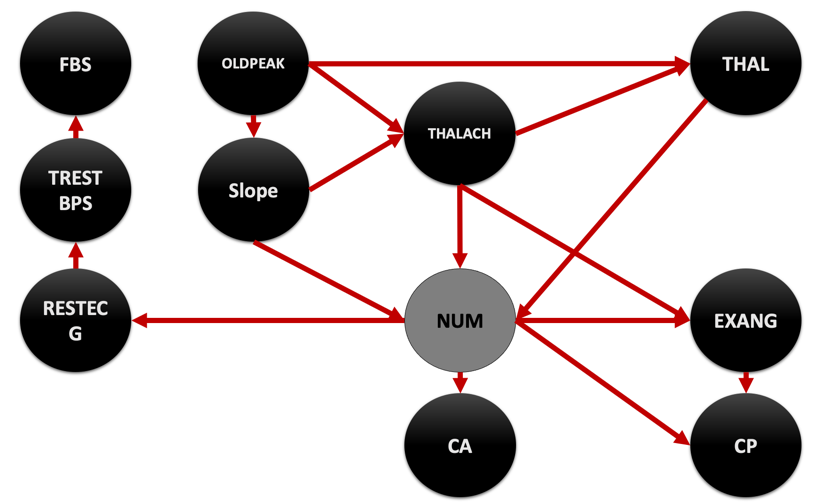 FBS
OLDPEAK
THAL
THALACH
TREST
BPS
Slope
RESTEC
G
NUM
EXANG
CA
CP